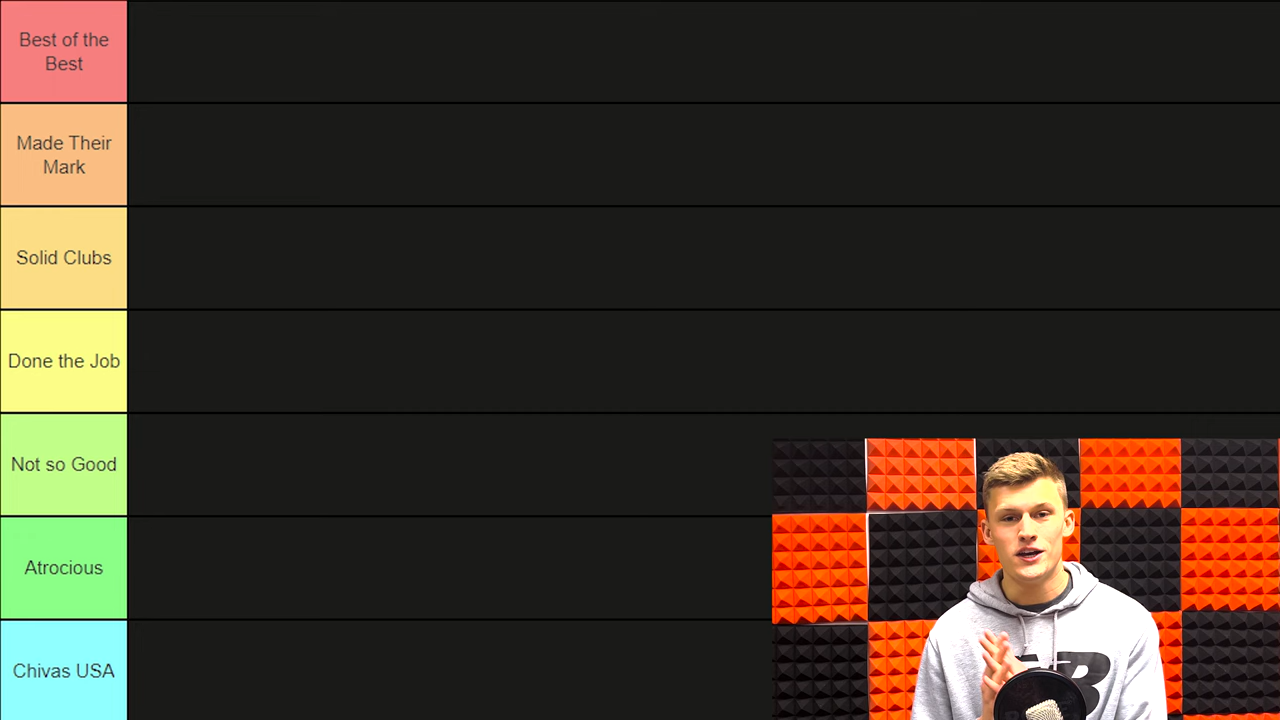 Best of the
Best
Made Their
Mark
Solid Clubs
Done the Job
Not so Good
Atrocious
Chivas USA